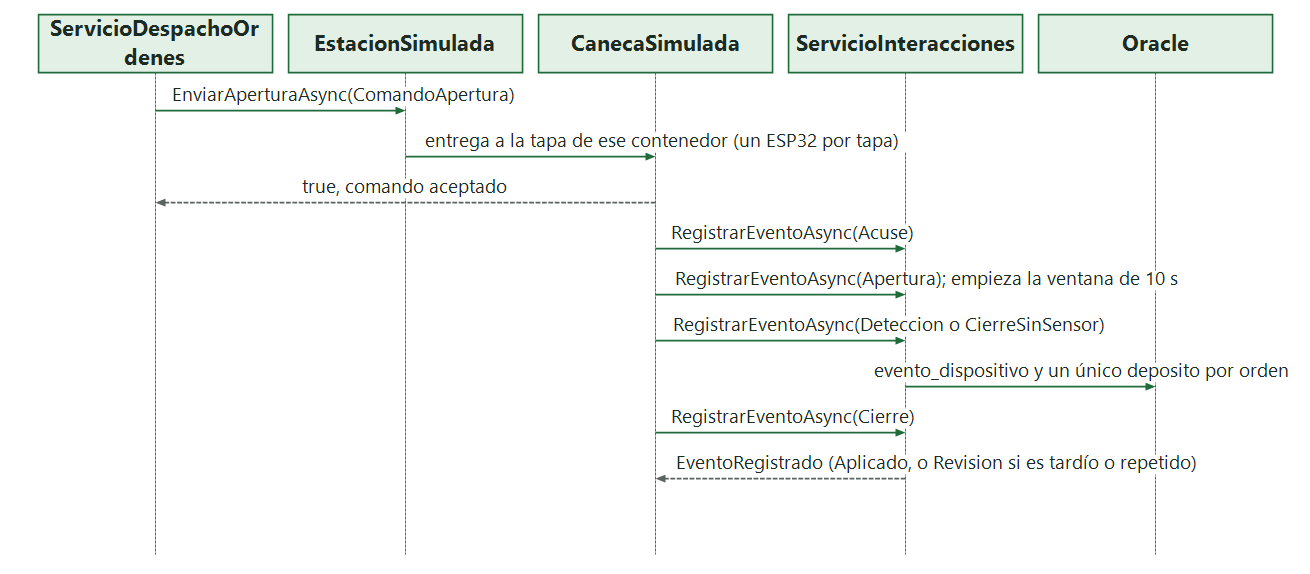 ServicioDespachoOr
denes
EstacionSimulada
CanecaSimulada
ServicioInteracciones
Oracle
EnviarAperturaAsync(ComandoApertura)
entrega a la tapa de ese contenedor (un ESP32 por tapa)
true, comando aceptado
RegistrarEventoAsync(Acuse)
RegistrarEventoAsync(Apertura); empieza la ventana de 10 s
RegistrarEventoAsync(Deteccion o CierreSinSensor)
evento_dispositivo y un único deposito por orden
RegistrarEventoAsync(Cierre)
EventoRegistrado (Aplicado, o Revision si es tardío o repetido)